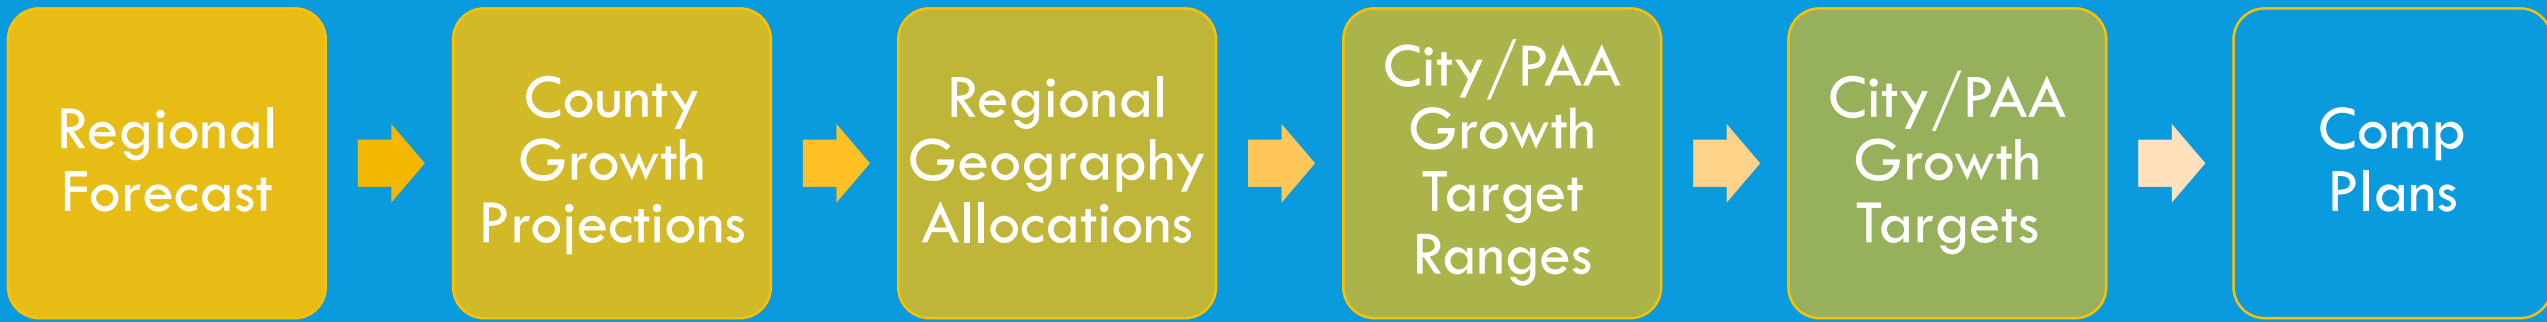 Regional
Forecast
County
Growth
Projections
Regional
Geography
Allocations
City/PAA
Growth
Target
Ranges
City/PAA
Growth
Targets
Comp
Plans